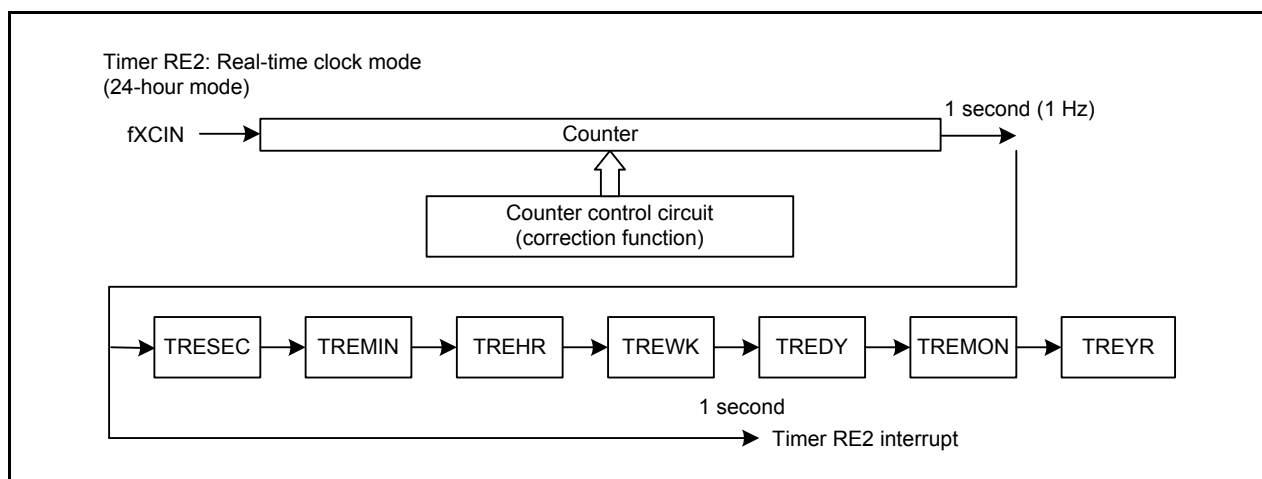 Timer RE2: Real-time clock mode
(24-hour mode)
1 second (1 Hz)
fXCIN
Counter
Counter control circuit
(correction function)
TRESEC
TREMIN
TREHR
TREWK
TREDY
TREMON
TREYR
1 second
Timer RE2 interrupt